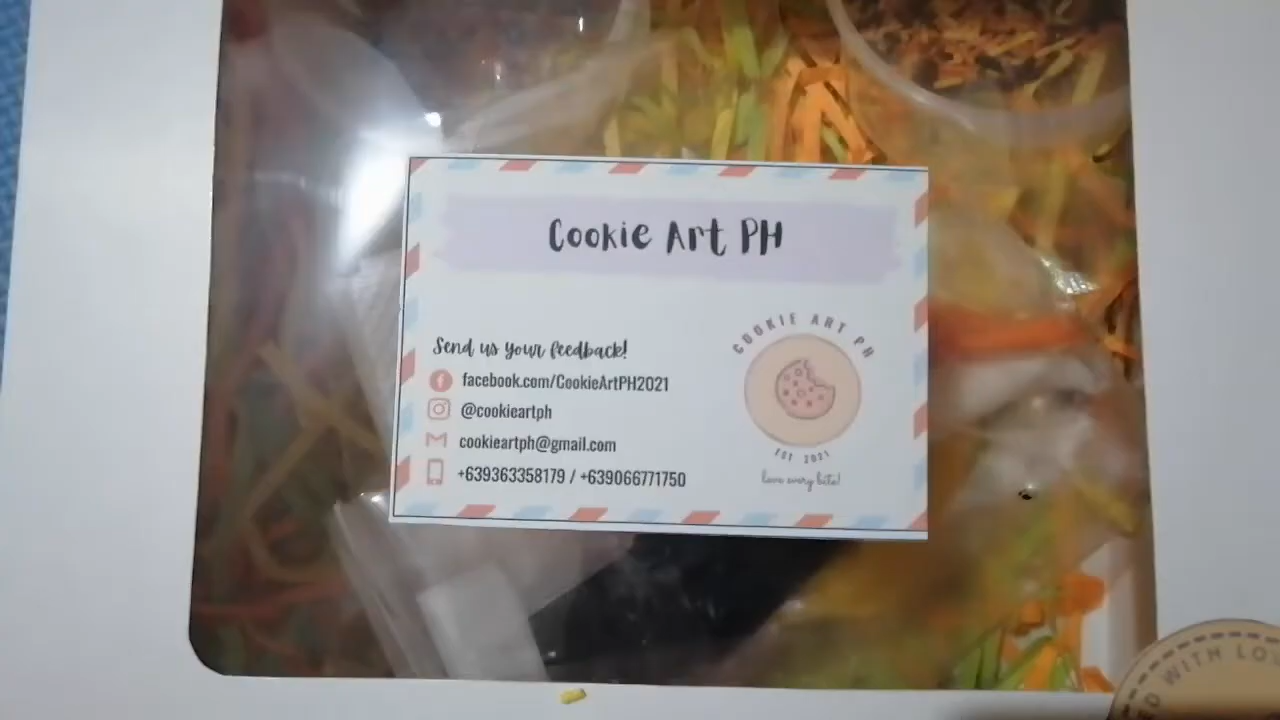 Cookie Art PH
Send us your feedback!
facebook.com/CookieArtPH2021
@cookieartph
cookieartph@gmail.com
+639363358179 / +639066771750
COOKIE ART PH
EST 2021
love every bite!
WITH